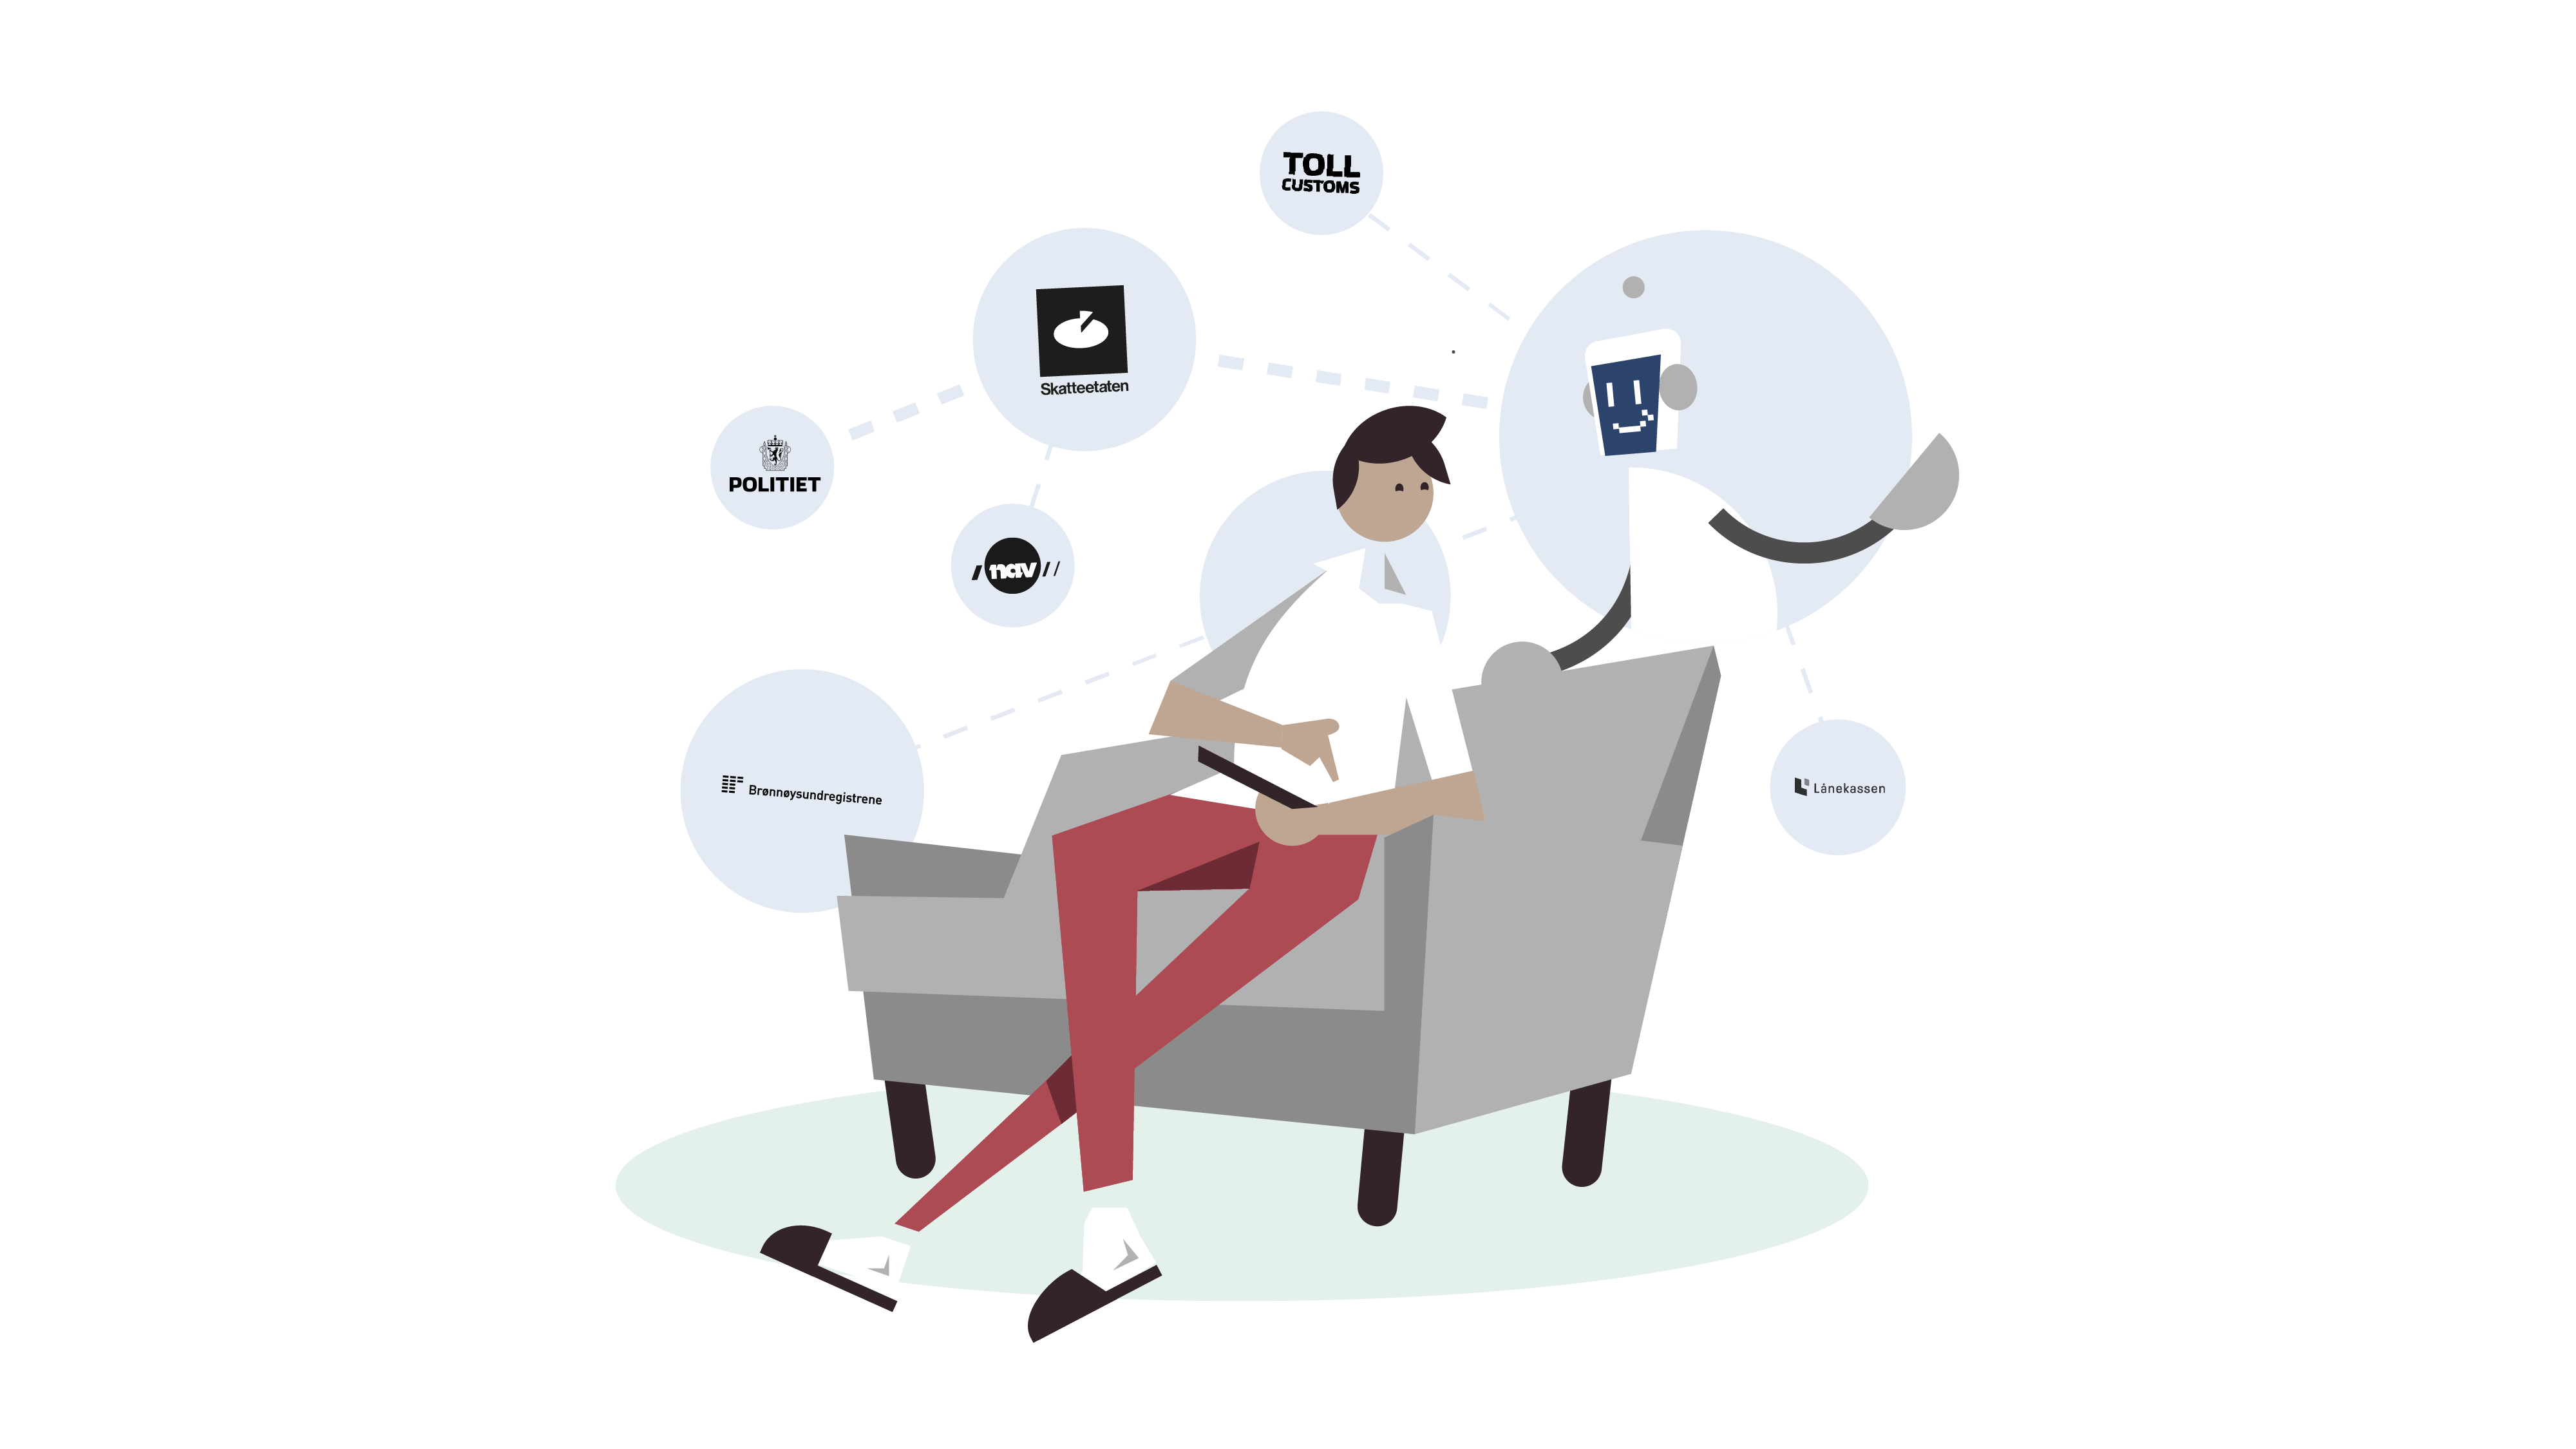 TOLL
CUSTOMS
Skatteetaten
POLITIET
nav
Brønnøysundregistrene
Lånekassen